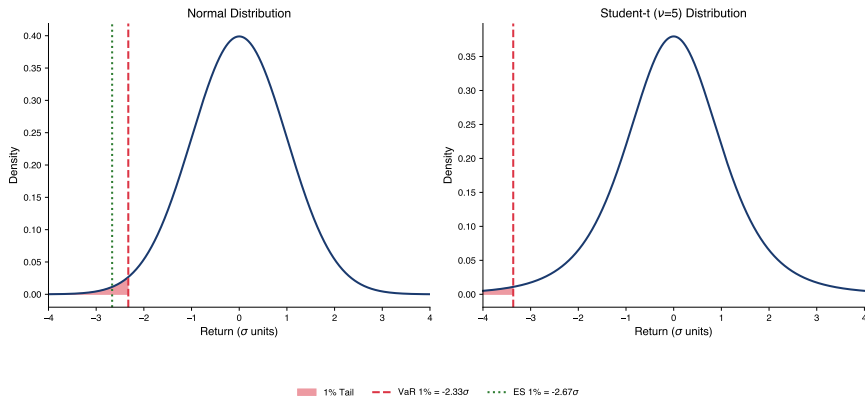 Normal Distribution
Student-t (ν=5) Distribution
Density
0.40
0.35
0.30
0.25
0.20
0.15
0.10
0.05
0.00
−4 −3 −2 −1 0 1 2 3 4
Return (σ units)
Density
0.35
0.30
0.25
0.20
0.15
0.10
0.05
0.00
−4 −3 −2 −1 0 1 2 3 4
Return (σ units)
1% Tail VaR 1% = -2.33σ ES 1% = -2.67σ